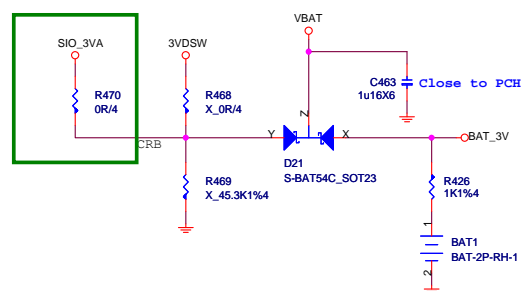 VBAT
SIO_3VA
3VDSW
R470
0R/4
R468
X_0R/4
C463
1u16X6
Close to PCH
CRB
Y
Z
X
BAT_3V
D21
S-BAT54C_SOT23
R469
X_45.3K1%4
R426
1K1%4
1
BAT1
BAT-2P-RH-1
2